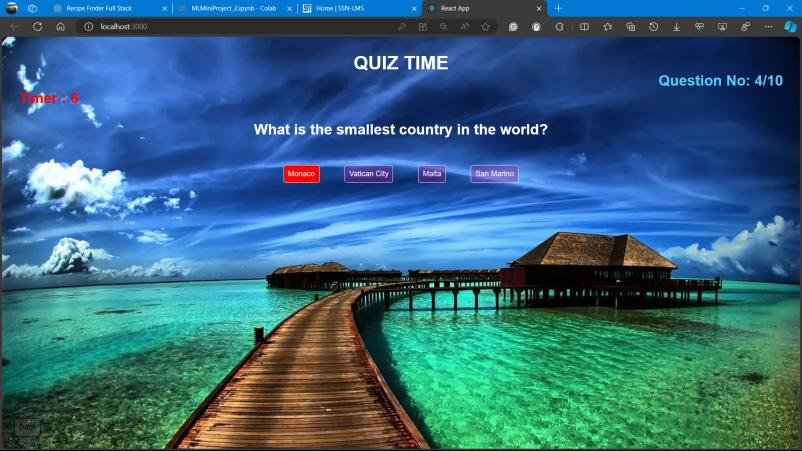 Recipe Finder Full Stack
MLMiniProject_2.ipynb - Colab
Home | SSN-LMS
React App
localhost:3000
QUIZ TIME
Question No: 4/10
Timer : 6
What is the smallest country in the world?
Monaco
Vatican City
Malta
San Marino
Back